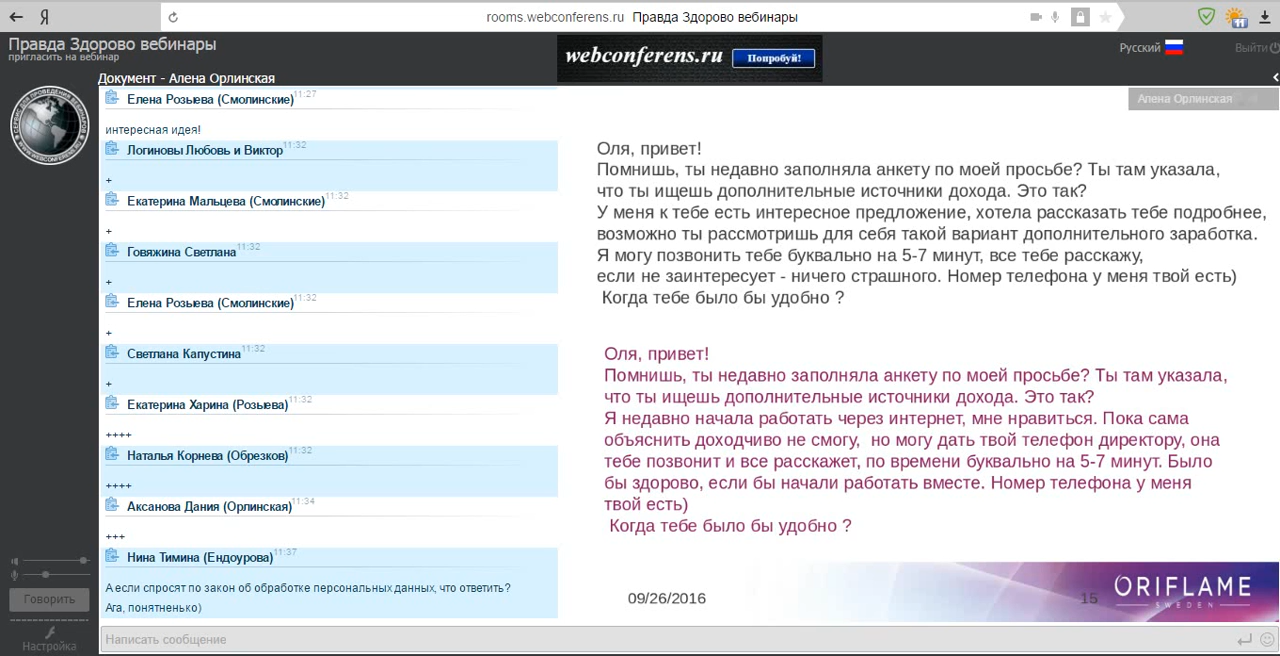 Я
rooms.webconferens.ru Правда Здорово вебинары
11
Правда Здорово вебинары
пригласить на вебинар
webconferens.ru Попробуй!
Русский
Выйти
Документ - Алена Орлинская
СЕРВИС ДЛЯ ПРОВЕДЕНИЯ ВЕБИНАРОВ
WWW.WEBCONFERENS.RU
Елена Розыева (Смолинские) 11:27
интересная идея!
Логиновы Любовь и Виктор 11:32
+
Екатерина Мальцева (Смолинские) 11:32
+
Говяжина Светлана 11:32
+
Елена Розыева (Смолинские) 11:32
+
Светлана Капустина 11:32
+
Екатерина Харина (Розыева) 11:32
++++
Наталья Корнева (Обрезков) 11:32
++++
Аксанова Дания (Орлинская) 11:34
+++
Нина Тимина (Ендоурова) 11:37
А если спросят по закон об обработке персональных данных, что ответить?
Ага, понятненько)
Написать сообщение
Говорить
Настройка
Алена Орлинская
Оля, привет!
Помнишь, ты недавно заполняла анкету по моей просьбе? Ты там указала,
что ты ищешь дополнительные источники дохода. Это так?
У меня к тебе есть интересное предложение, хотела рассказать тебе подробнее,
возможно ты рассмотришь для себя такой вариант дополнительного заработка.
Я могу позвонить тебе буквально на 5-7 минут, все тебе расскажу,
если не заинтересует - ничего страшного. Номер телефона у меня твой есть)
Когда тебе было бы удобно ?
Оля, привет!
Помнишь, ты недавно заполняла анкету по моей просьбе? Ты там указала,
что ты ищешь дополнительные источники дохода. Это так?
Я недавно начала работать через интернет, мне нравиться. Пока сама
объяснить доходчиво не смогу, но могу дать твой телефон директору, она
тебе позвонит и все расскажет, по времени буквально на 5-7 минут. Было
бы здорово, если бы начали работать вместе. Номер телефона у меня
твой есть)
Когда тебе было бы удобно ?
09/26/2016
15
ORIFLAME
SWEDEN